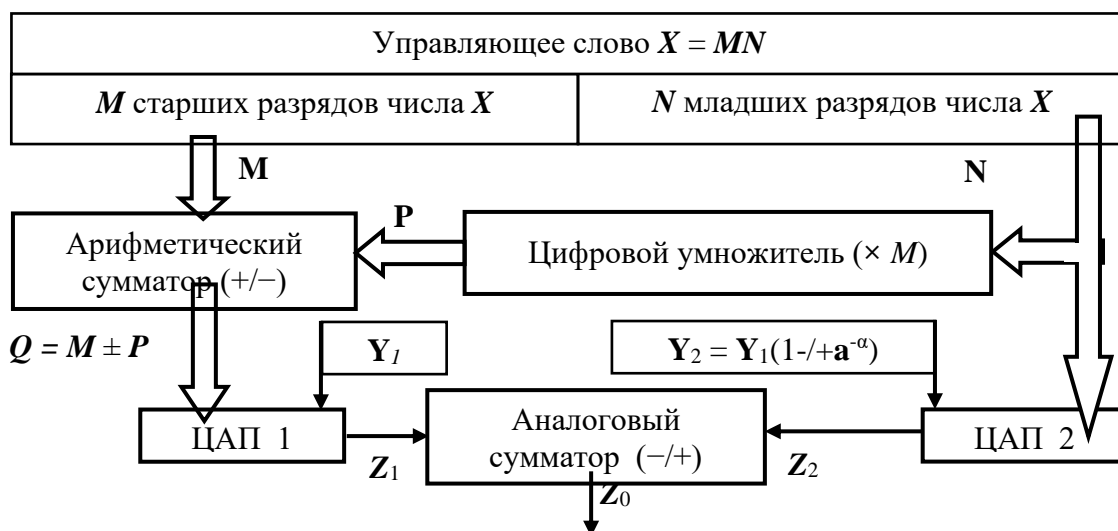 Управляющее слово X = MN
M старших разрядов числа X
N младших разрядов числа X
M
N
Арифметический
сумматор (+/−)
P
Цифровой умножитель (× M)
Q = M ± P
Y1
Y2 = Y1(1-/+a^-α)
ЦАП 1
Аналоговый
сумматор (−/+)
ЦАП 2
Z1
Z2
Z0